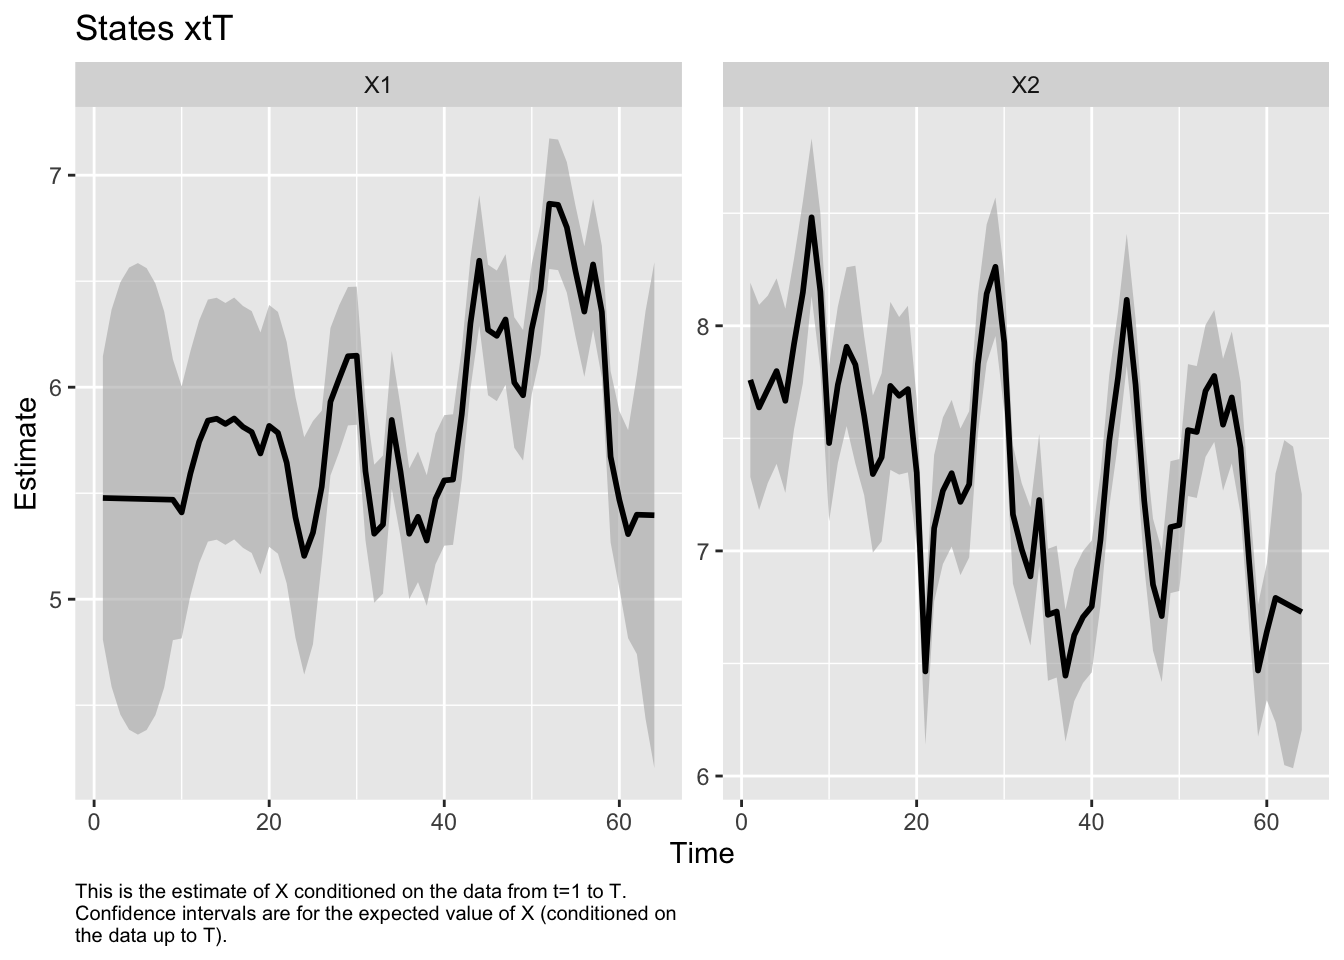 States xtT
X1
X2
Estimate
7
6
5
8
7
6
0
20
40
60
0
20
40
60
Time
This is the estimate of X conditioned on the data from t=1 to T.
Confidence intervals are for the expected value of X (conditioned on
the data up to T).